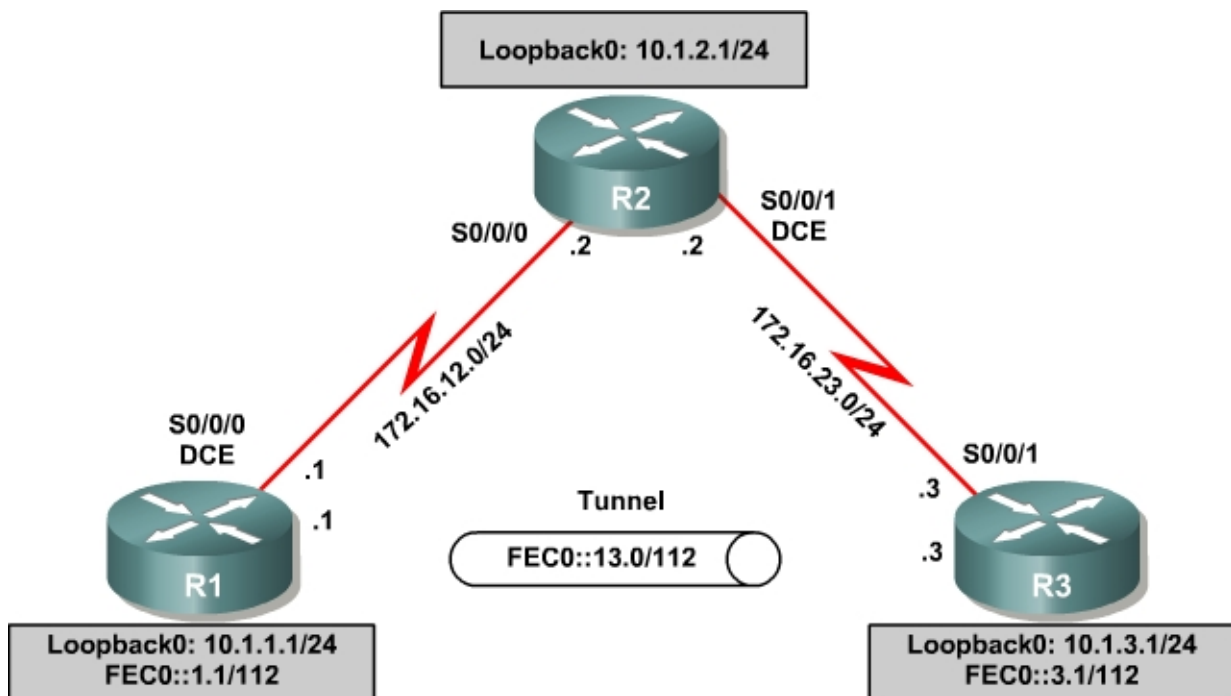 Loopback0: 10.1.2.1/24
R2
S0/0/0
.2
.2
S0/0/1
DCE
172.16.12.0/24
172.16.23.0/24
S0/0/0
DCE
.1
.1
R1
Tunnel
FEC0::13.0/112
S0/0/1
.3
.3
R3
Loopback0: 10.1.1.1/24
FEC0::1.1/112
Loopback0: 10.1.3.1/24
FEC0::3.1/112